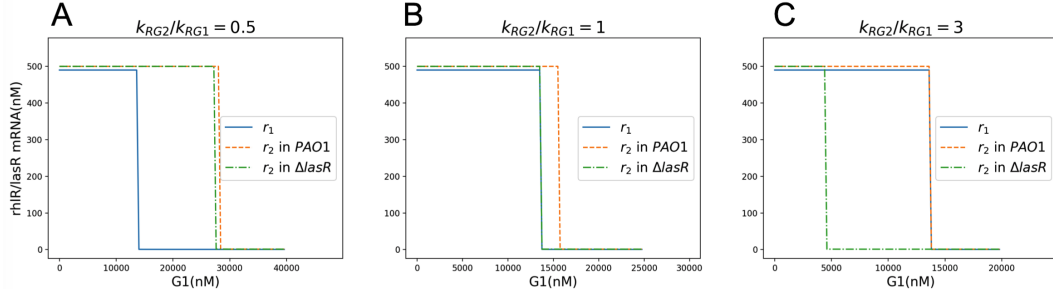 A
k_RG2/k_RG1 = 0.5
rhlR/lasR mRNA(nM)
500
400
300
200
100
0
r_1
r_2 in PAO1
r_2 in ΔlasR
0
10000
20000
30000
40000
G1(nM)
B
k_RG2/k_RG1 = 1
500
400
300
200
100
0
r_1
r_2 in PAO1
r_2 in ΔlasR
0
5000
10000
15000
20000
25000
30000
G1(nM)
C
k_RG2/k_RG1 = 3
500
400
300
200
100
0
r_1
r_2 in PAO1
r_2 in ΔlasR
0
5000
10000
15000
20000
G1(nM)